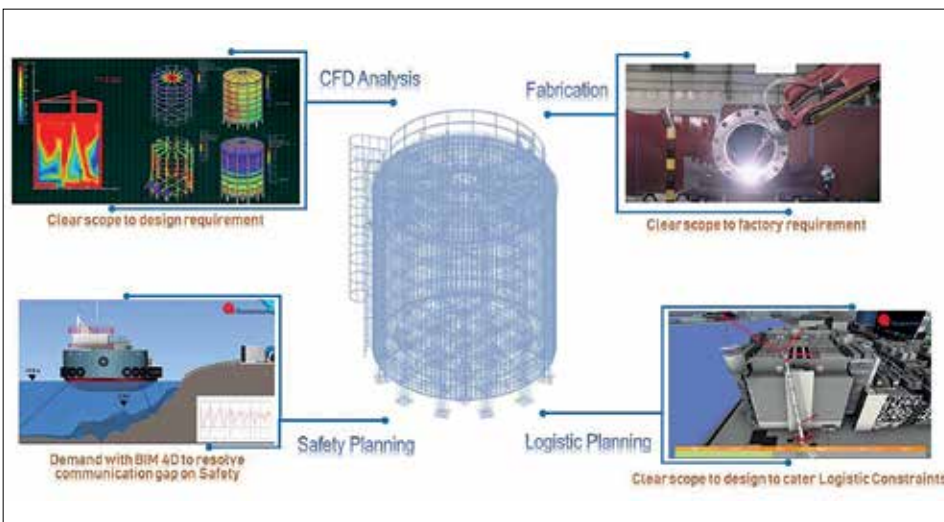 CFD Analysis
Fabrication
Clear scope to design requirement
Clear scope to factory requirement
Safety Planning
Logistic Planning
Demand with BIM 4D to resolve
communication gap on Safety
Clear scope to design to cater Logistic Constraints